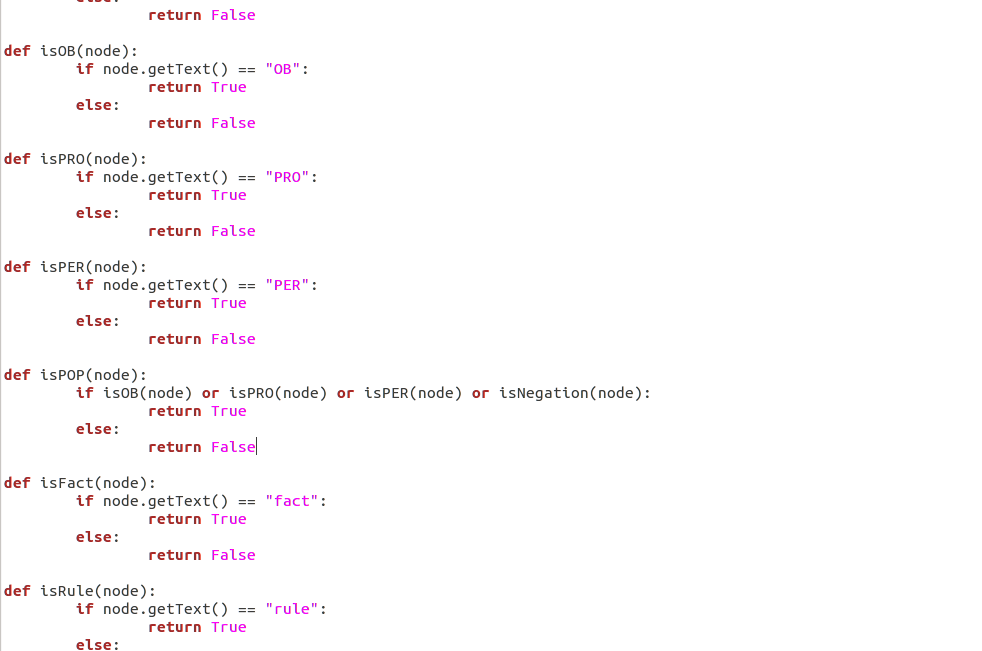 else:
return False
def isOB(node):
if node.getText() == "OB":
return True
else:
return False
def isPRO(node):
if node.getText() == "PRO":
return True
else:
return False
def isPER(node):
if node.getText() == "PER":
return True
else:
return False
def isPOP(node):
if isOB(node) or isPRO(node) or isPER(node) or isNegation(node):
return True
else:
return False
def isFact(node):
if node.getText() == "fact":
return True
else:
return False
def isRule(node):
if node.getText() == "rule":
return True
else: